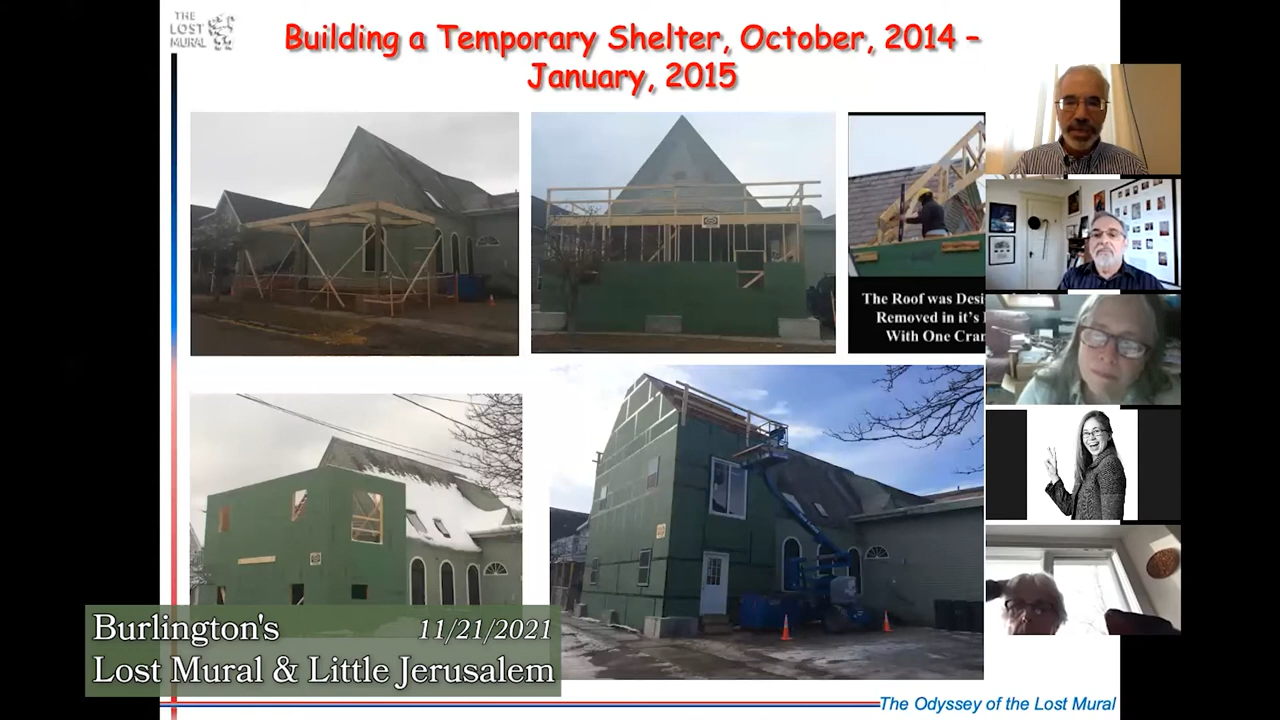 THE
LOST
MURAL
Building a Temporary Shelter, October, 2014 –
January, 2015
The Roof was Desi
Removed in it's
With One Cran
Burlington's
11/21/2021
Lost Mural & Little Jerusalem
The Odyssey of the Lost Mural